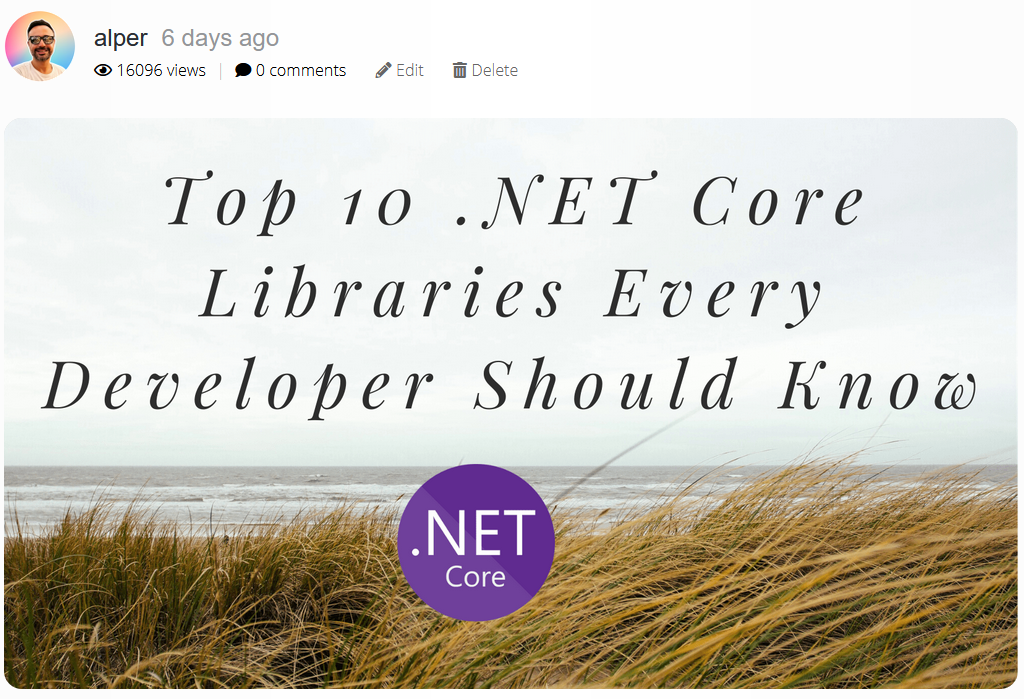 alper 6 days ago
16096 views 0 comments Edit Delete
Top 10 .NET Core
Libraries Every
Developer Should Know
.NET
Core